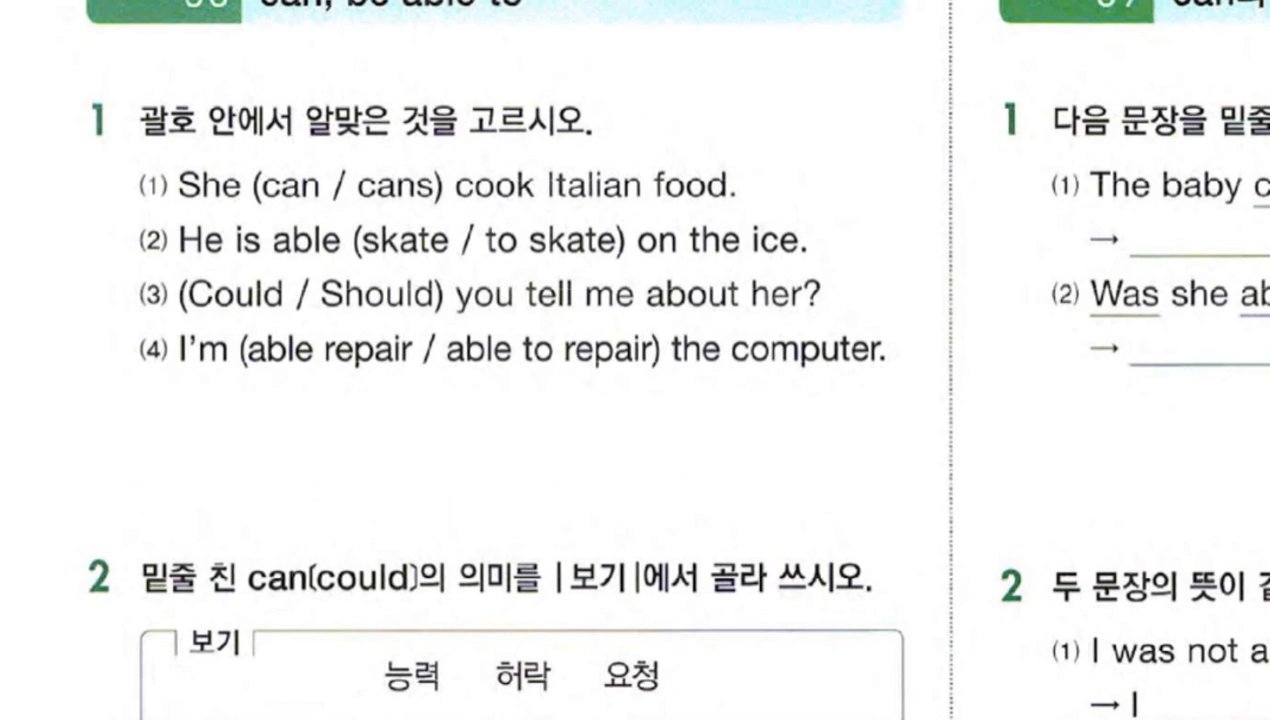 can, be able to
1 괄호 안에서 알맞은 것을 고르시오.
(1) She (can / cans) cook Italian food.
(2) He is able (skate / to skate) on the ice.
(3) (Could / Should) you tell me about her?
(4) I'm (able repair / able to repair) the computer.
2 밑줄 친 can(could)의 의미를 |보기|에서 골라 쓰시오.
보기
능력 허락 요청
1 다음 문장을 밑줄
(1) The baby
→
(2) Was she
→
2 두 문장의 뜻이
(1) I was not a
→ I